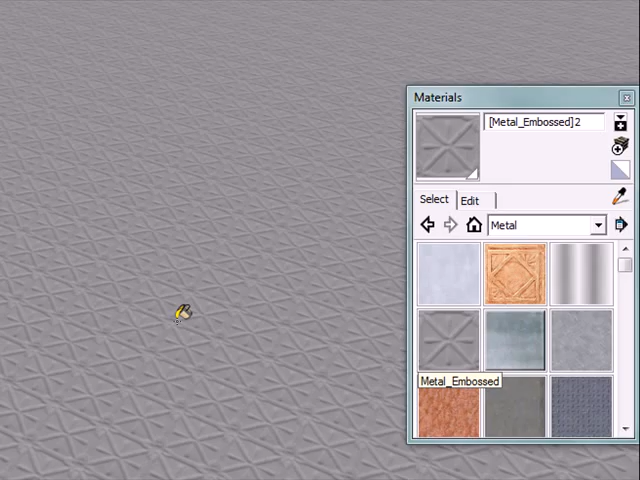 Materials
[Metal_Embossed]2
Select
Edit
Metal
Metal_Embossed